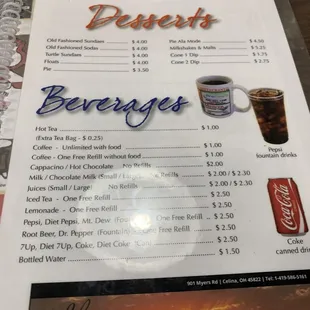 Desserts
Old Fashioned Sundaes $ 4.00
Old Fashioned Sodas $ 4.00
Turtle Sundaes $ 4.00
Floats $ 4.00
Pie $ 3.50
Pie Ala Mode $ 4.50
Milkshakes & Malts $ 5.25
Cone 1 Dip $ 1.75
Cone 2 Dip $ 2.75
Beverages
Hot Tea $ 1.00
(Extra Tea Bag - $ 0.25)
Coffee - Unlimited with food $ 1.00
Coffee - One Free Refill without food $ 1.00
Cappacino / Hot Chocolate No Refills $2.00
Milk / Chocolate Milk (Small / Large) No Refills $ 2.00 / $ 2.30
Juices (Small / Large) No Refills $ 2.00 / $ 2.30
Iced Tea - One Free Refill $ 2.50
Lemonade - One Free Refill $ 2.50
Pepsi, Diet Pepsi, Mt. Dew One Free Refill $ 2.50
Root Beer, Dr. Pepper (Fountain) One Free Refill $ 2.50
7Up, Diet 7Up, Coke, Diet Coke $ 2.50
Bottled Water $ 1.50
Pepsi
fountain drinks
Coca-Cola
Coke
canned
901 Myers Rd | Celina, OH 45822 | Tel: 1-419-586-5161